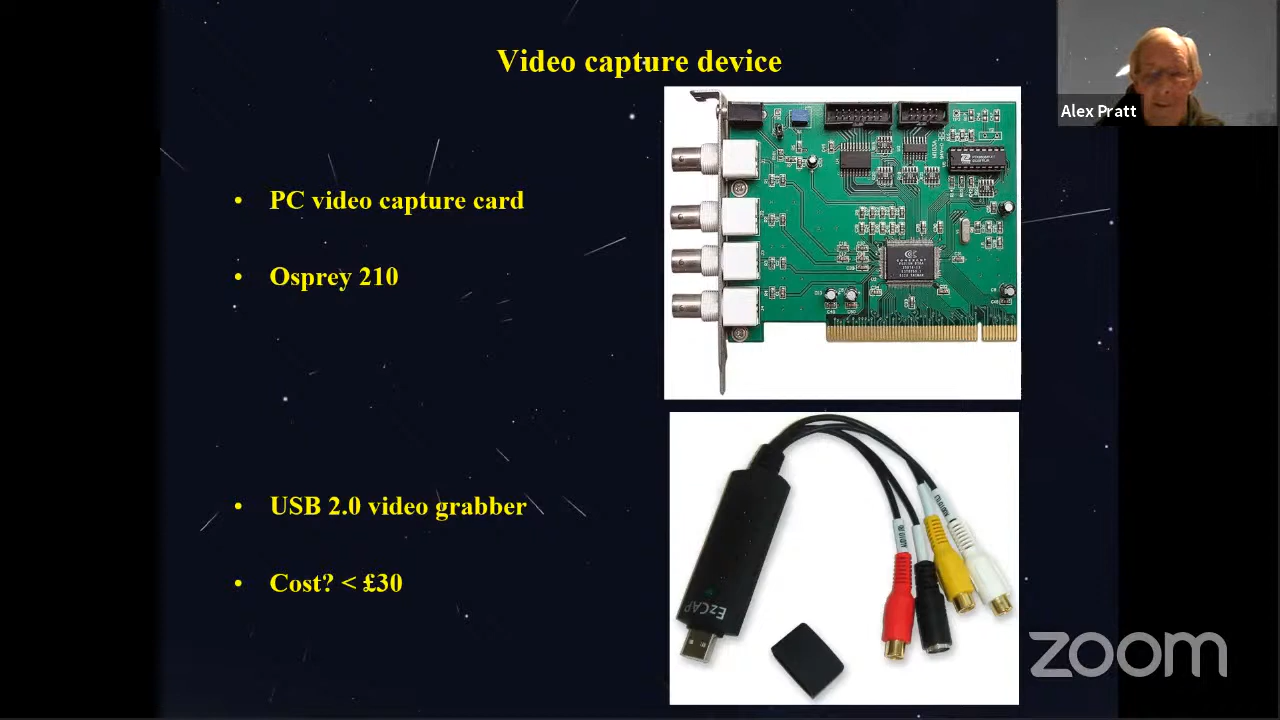 Video capture device
Alex Pratt
• PC video capture card
• Osprey 210
• USB 2.0 video grabber
• Cost? < £30
EzCAP
zoom